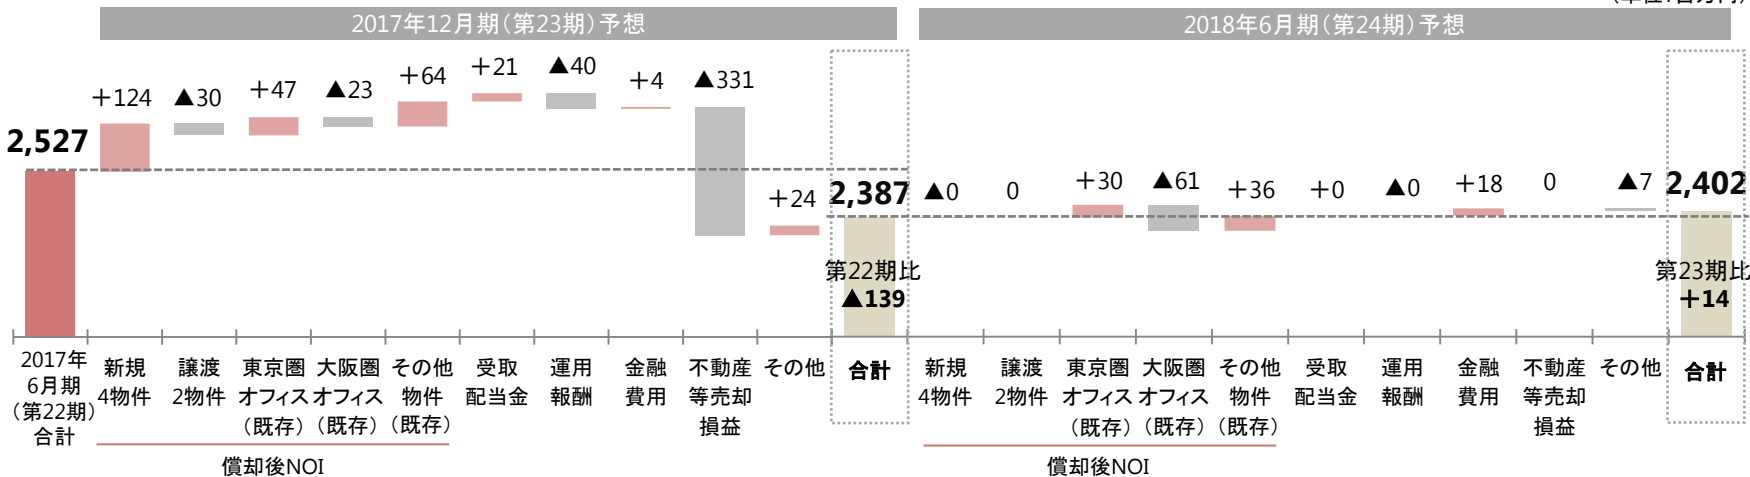 2017年12月期(第23期)予想
2018年6月期(第24期)予想
2,527
+124
▲30
+47
▲23
+64
+21
▲40
+4
▲331
+24
2,387
第22期比
▲139
▲0
0
+30
▲61
+36
+0
▲0
+18
0
▲7
2,402
第23期比
+14
2017年
6月期
(第22期)
合計
新規
4物件
譲渡
2物件
東京圏
オフィス
(既存)
大阪圏
オフィス
(既存)
その他
物件
(既存)
受取
配当金
運用
報酬
金融
費用
不動産
等売却
損益
その他
合計
新規
4物件
譲渡
2物件
東京圏
オフィス
(既存)
大阪圏
オフィス
(既存)
その他
物件
(既存)
受取
配当金
運用
報酬
金融
費用
不動産
等売却
損益
その他
合計
償却後NOI
償却後NOI